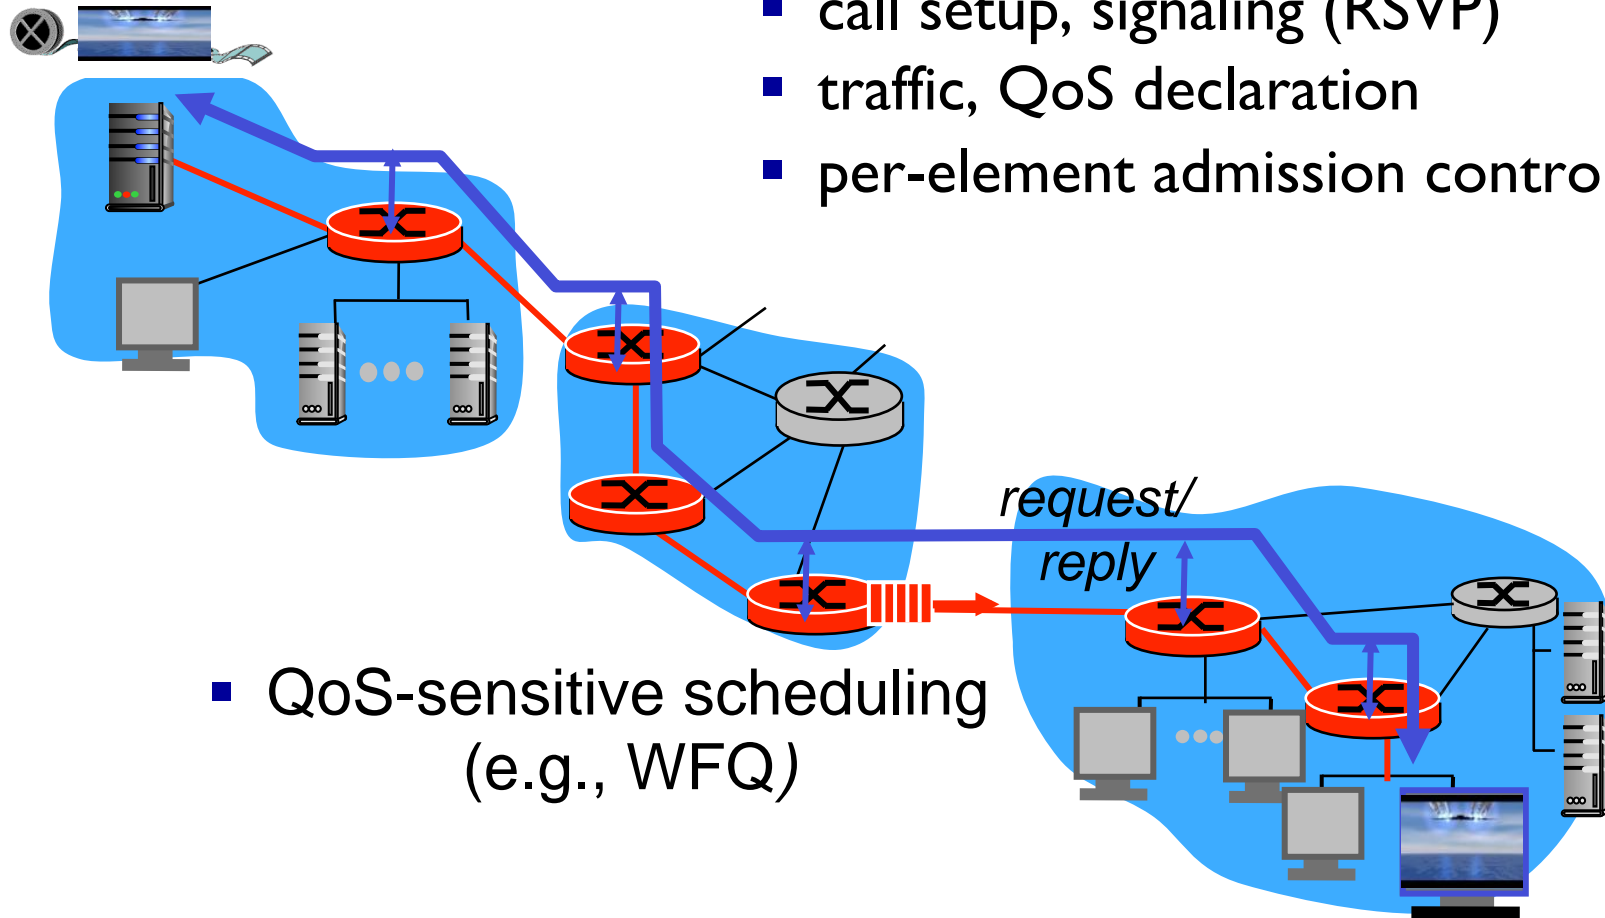 call setup, signaling (RSVP)
traffic, QoS declaration
per-element admission contro
request/
reply
QoS-sensitive scheduling
(e.g., WFQ)